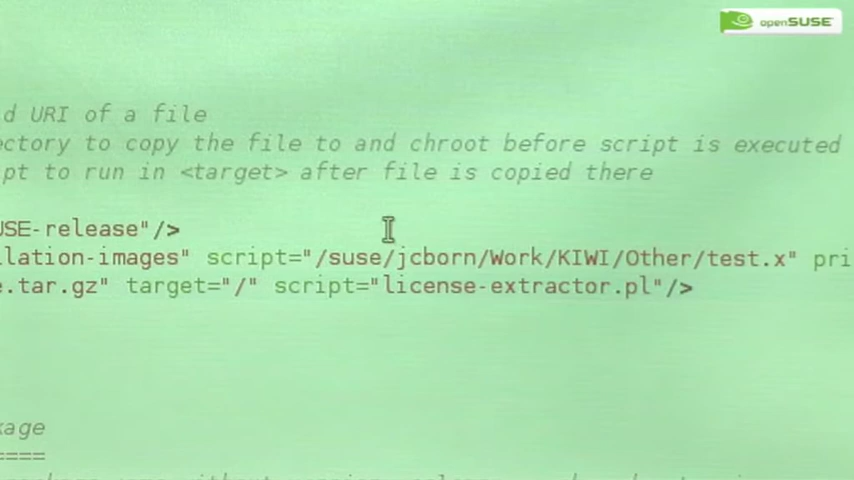 openSUSE
d URI of a file
ectory to copy the file to and chroot before script is executed
pt to run in <target> after file is copied there
USE-release"/>
llation-images" script="/suse/jcborn/Work/KIWI/Other/test.x" pri
e.tar.gz" target="/" script="license-extractor.pl"/>
kage
====